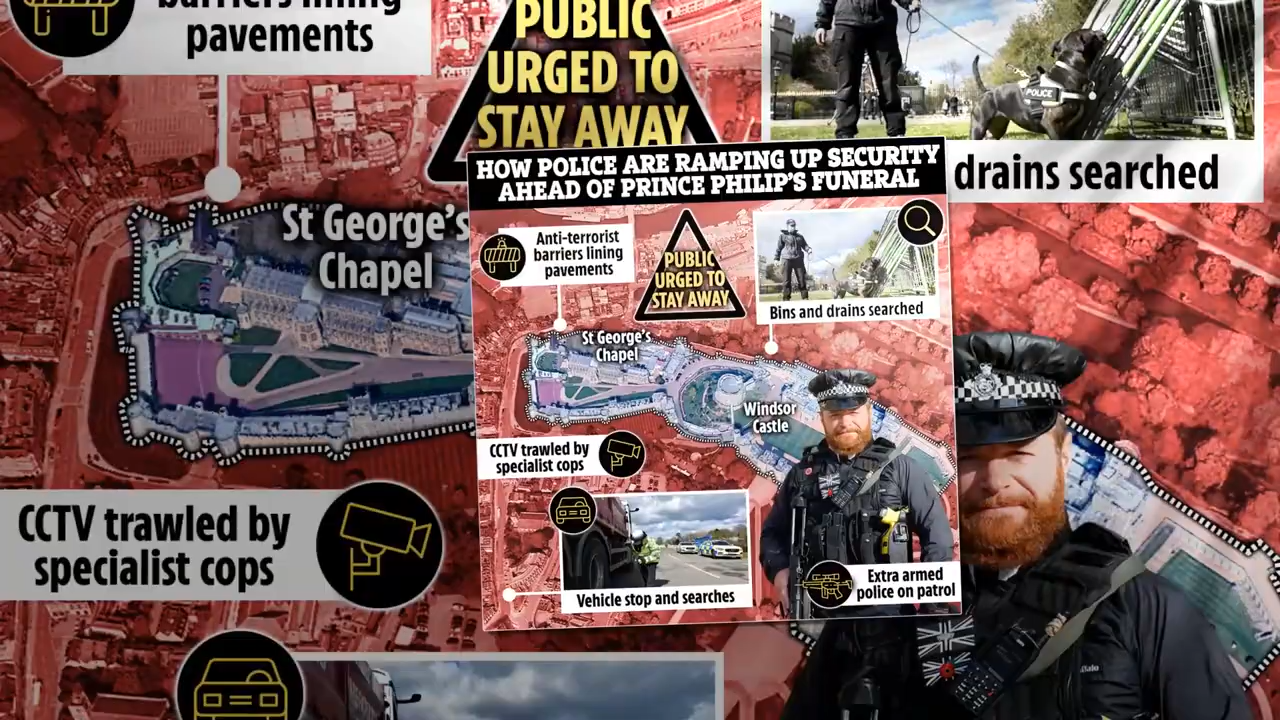 barriers lining
pavements
PUBLIC
URGED TO
STAY AWAY
POLICE
drains searched
St George's
Chapel
CCTV trawled by
specialist cops
HOW POLICE ARE RAMPING UP SECURITY
AHEAD OF PRINCE PHILIP'S FUNERAL
Anti-terrorist
barriers lining
pavements
PUBLIC
URGED TO
STAY AWAY
Bins and drains searched
St George's
Chapel
Windsor
Castle
CCTV trawled by
specialist cops
Vehicle stop and searches
Extra armed
police on patrol